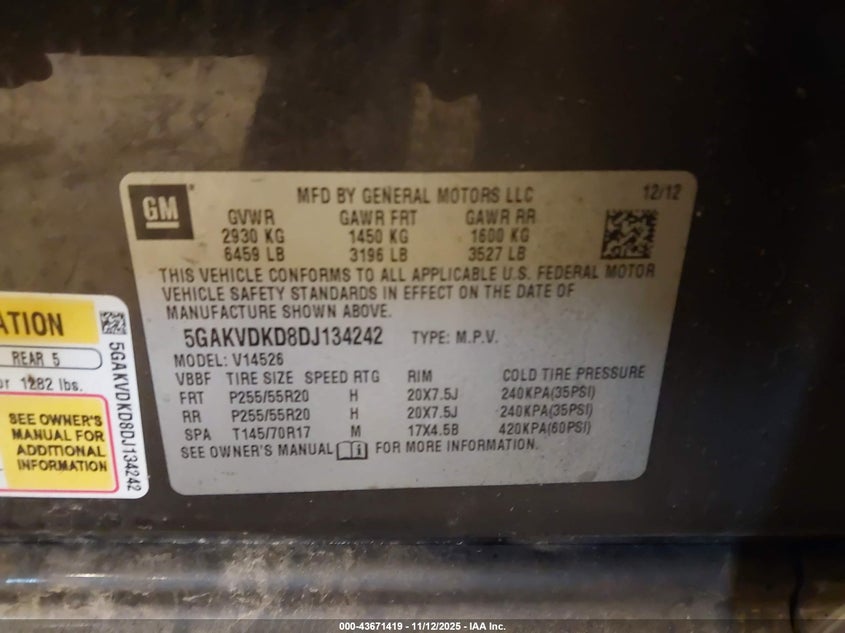 GM
MFD BY GENERAL MOTORS LLC 12/12
GVWR GAWR FRT GAWR RR
2930 KG 1450 KG 1600 KG
6459 LB 3196 LB 3527 LB
THIS VEHICLE CONFORMS TO ALL APPLICABLE U.S. FEDERAL MOTOR
VEHICLE SAFETY STANDARDS IN EFFECT ON THE DATE OF
MANUFACTURE SHOWN ABOVE.
5GAKVDKD8DJ134242 TYPE: M.P.V.
MODEL: V14526
VBBF TIRE SIZE SPEED RTG RIM COLD TIRE PRESSURE
FRT P255/55R20 H 20X7.5J 240KPA(35PSI)
RR P255/55R20 H 20X7.5J 240KPA(35PSI)
SPA T145/70R17 M 17X4.5B 420KPA(60PSI)
SEE OWNER'S MANUAL FOR MORE INFORMATION.
ATION
REAR 5
or 1282 lbs.
SEE OWNER'S
MANUAL FOR
ADDITIONAL
INFORMATION
5GAKVDKD8DJ134242
000-43671419 - 11/12/2025 - IAA Inc.